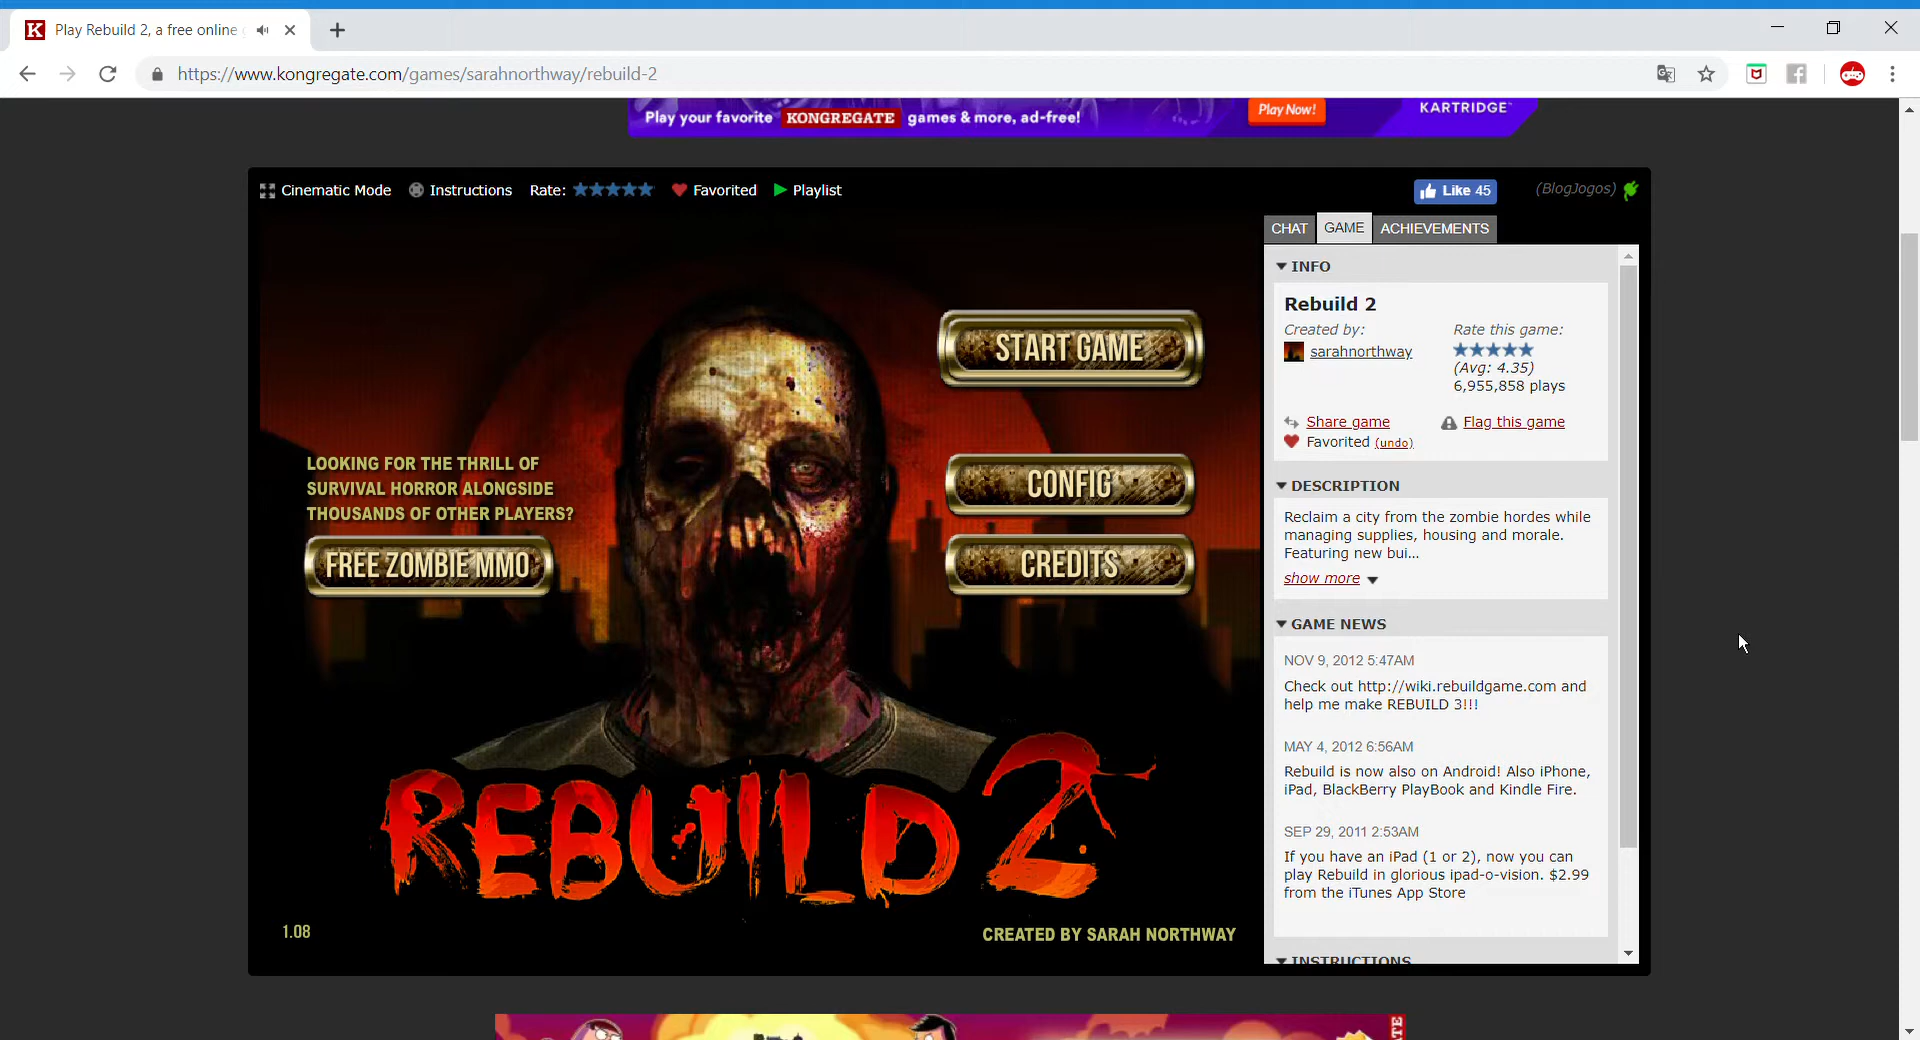 K Play Rebuild 2, a free online
https://www.kongregate.com/games/sarahnorthway/rebuild-2
Play your favorite KONGREGATE games & more, ad-free!
Play Now!
KARTRIDGE
Cinematic Mode Instructions Rate: Favorited Playlist
Like 45
(BlogJogos)
CHAT GAME ACHIEVEMENTS
START GAME
CONFIG
CREDITS
LOOKING FOR THE THRILL OF
SURVIVAL HORROR ALONGSIDE
THOUSANDS OF OTHER PLAYERS?
FREE ZOMBIE MMO
REBUILD 2
1.08
CREATED BY SARAH NORTHWAY
INFO
Rebuild 2
Created by:
sarahnorthway
Rate this game:
(Avg: 4.35)
6,955,858 plays
Share game
Flag this game
Favorited (undo)
DESCRIPTION
Reclaim a city from the zombie hordes while
managing supplies, housing and morale.
Featuring new bui...
show more
GAME NEWS
NOV 9, 2012 5:47AM
Check out http://wiki.rebuildgame.com and
help me make REBUILD 3!!!
MAY 4, 2012 6:56AM
Rebuild is now also on Android! Also iPhone,
iPad, BlackBerry PlayBook and Kindle Fire.
SEP 29, 2011 2:53AM
If you have an iPad (1 or 2), now you can
play Rebuild in glorious ipad-o-vision. $2.99
from the iTunes App Store
INSTRUCTIONS